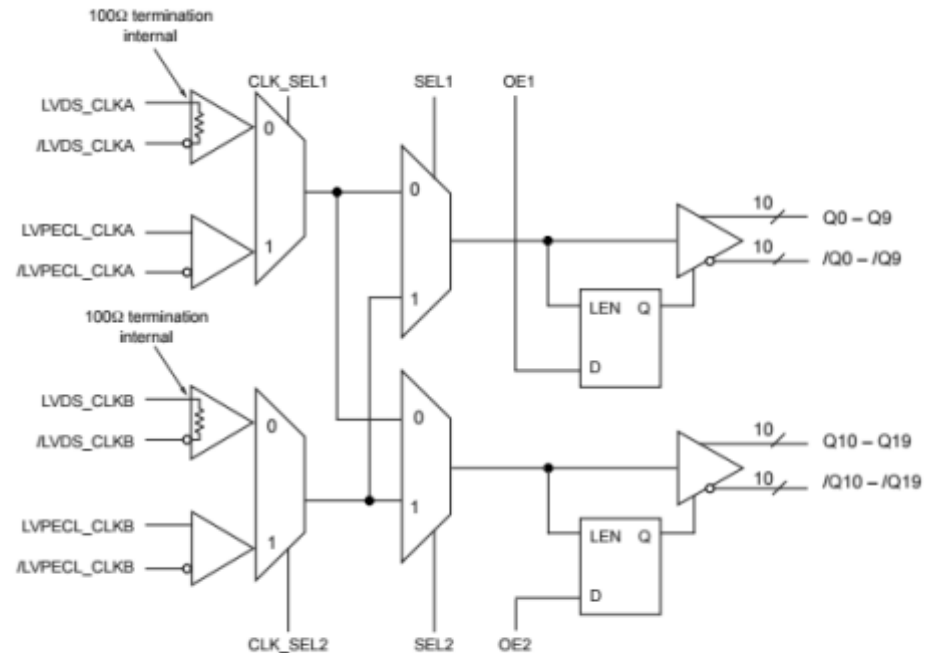 100Ω termination
internal
CLK_SEL1
SEL1
OE1
LVDS_CLKA
/LVDS_CLKA
0
LVPECL_CLKA
/LVPECL_CLKA
1
0
1
10
Q0 – Q9
10
/Q0 – /Q9
LEN Q
D
100Ω termination
internal
LVDS_CLKB
/LVDS_CLKB
0
LVPECL_CLKB
/LVPECL_CLKB
1
0
1
10
Q10 – Q19
10
/Q10 – /Q19
LEN Q
D
CLK_SEL2
SEL2
OE2